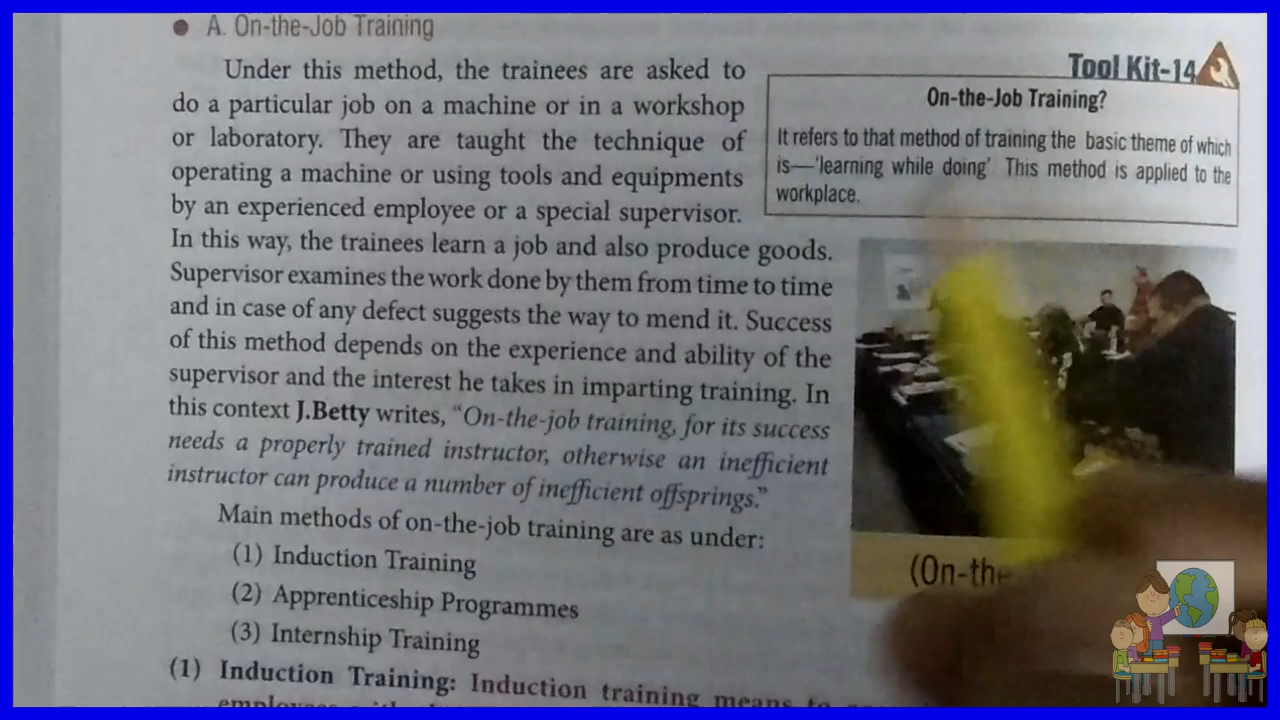 A. On-the-Job Training
Under this method, the trainees are asked to
do a particular job on a machine or in a workshop
or laboratory. They are taught the technique of
operating a machine or using tools and equipments
by an experienced employee or a special supervisor.
In this way, the trainees learn a job and also produce goods.
Supervisor examines the work done by them from time to time
and in case of any defect suggests the way to mend it. Success
of this method depends on the experience and ability of the
supervisor and the interest he takes in imparting training. In
this context J.Betty writes, “On-the-job training, for its success
needs a properly trained instructor, otherwise an inefficient
instructor can produce a number of inefficient offsprings.”
Main methods of on-the-job training are as under:
(1) Induction Training
(2) Apprenticeship Programmes
(3) Internship Training
(1) Induction Training: Induction training means to
Tool Kit-14
On-the-Job Training?
It refers to that method of training the basic theme of which
is—‘learning while doing’ This method is applied to the
workplace.
(On-the